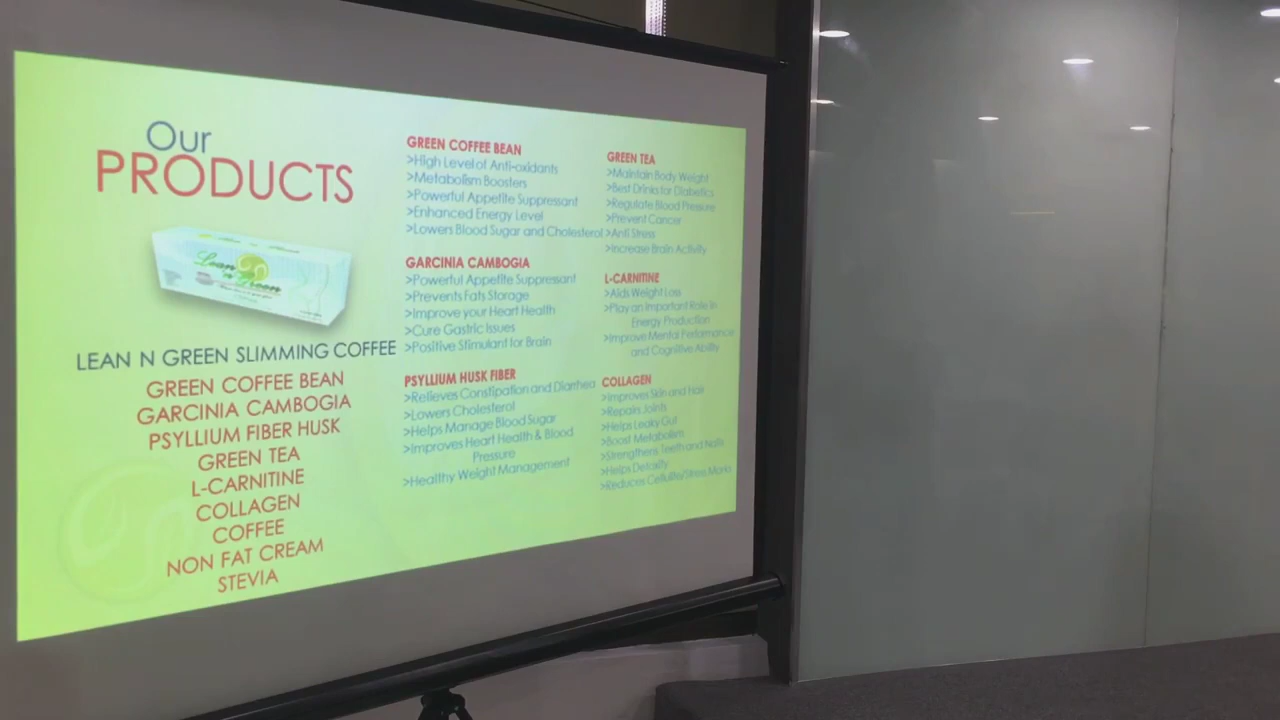 Our
PRODUCTS
Lean
n
Green
LEAN N GREEN SLIMMING COFFEE
GREEN COFFEE BEAN
GARCINIA CAMBOGIA
PSYLLIUM FIBER HUSK
GREEN TEA
L-CARNITINE
COLLAGEN
COFFEE
NON FAT CREAM
STEVIA
GREEN COFFEE BEAN
>High Level of Anti-oxidants
>Metabolism Boosters
>Powerful Appetite Suppressant
>Enhanced Energy Level
>Lowers Blood Sugar and Cholesterol
GARCINIA CAMBOGIA
>Powerful Appetite Suppressant
>Prevents Fats Storage
>Improve your Heart Health
>Cure Gastric Issues
>Positive Stimulant for Brain
PSYLLIUM HUSK FIBER
>Relieves Constipation and Diarrhea
>Lowers Cholesterol
>Helps Manage Blood Sugar
>Improves Heart Health & Blood
Pressure
>Healthy Weight Management
GREEN TEA
>Maintain Body Weight
>Best Drinks for Diabetics
>Regulate Blood Pressure
>Prevent Cancer
>Anti Stress
>Increase Brain Activity
L-CARNITINE
>Aids Weight Loss
>Play an Important Role in
Energy Production
>Improve Mental Performance
and Cognitive Ability
COLLAGEN
>Improves Skin and Hair
>Repairs Joints
>Helps Leaky Gut
>Boost Metabolism
>Strengthens Teeth and Nails
>Helps Detoxify
>Reduces Cellulite/Stress Marks